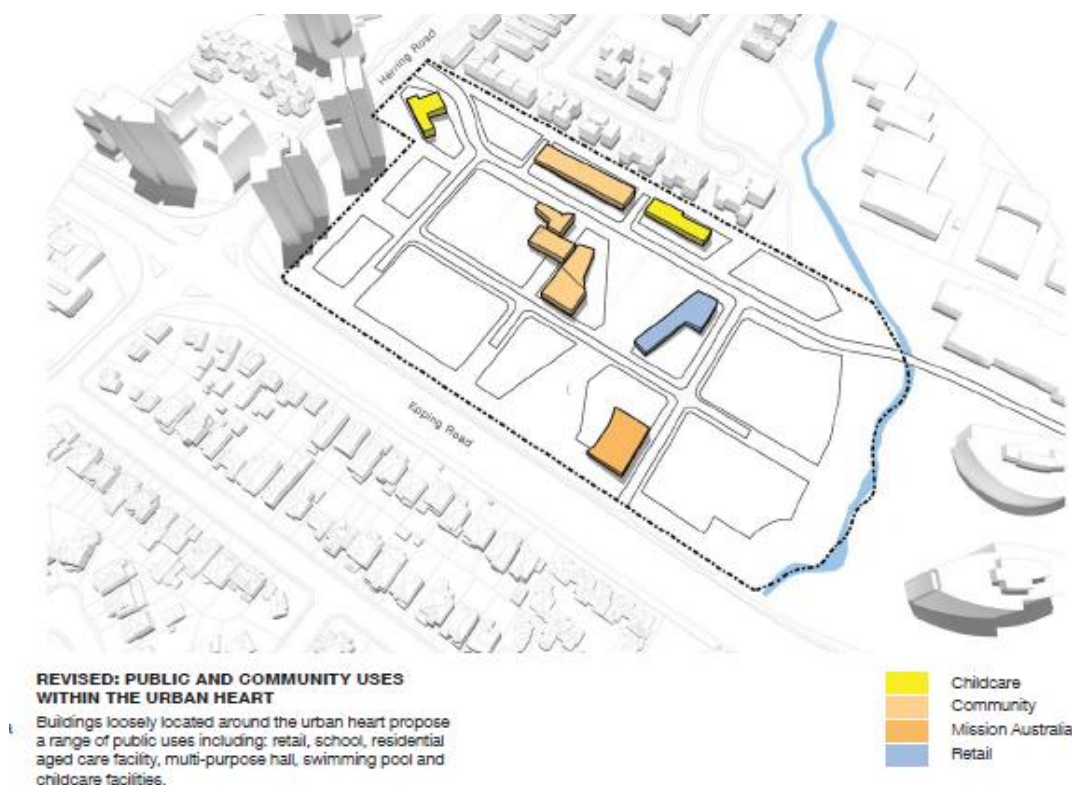 Herring Road
Epping Road
REVISED: PUBLIC AND COMMUNITY USES
WITHIN THE URBAN HEART
Buildings loosely located around the urban heart propose
a range of public uses including: retail, school, residential
aged care facility, multi-purpose hall, swimming pool and
childcare facilities.
Childcare
Community
Mission Australia
Retail